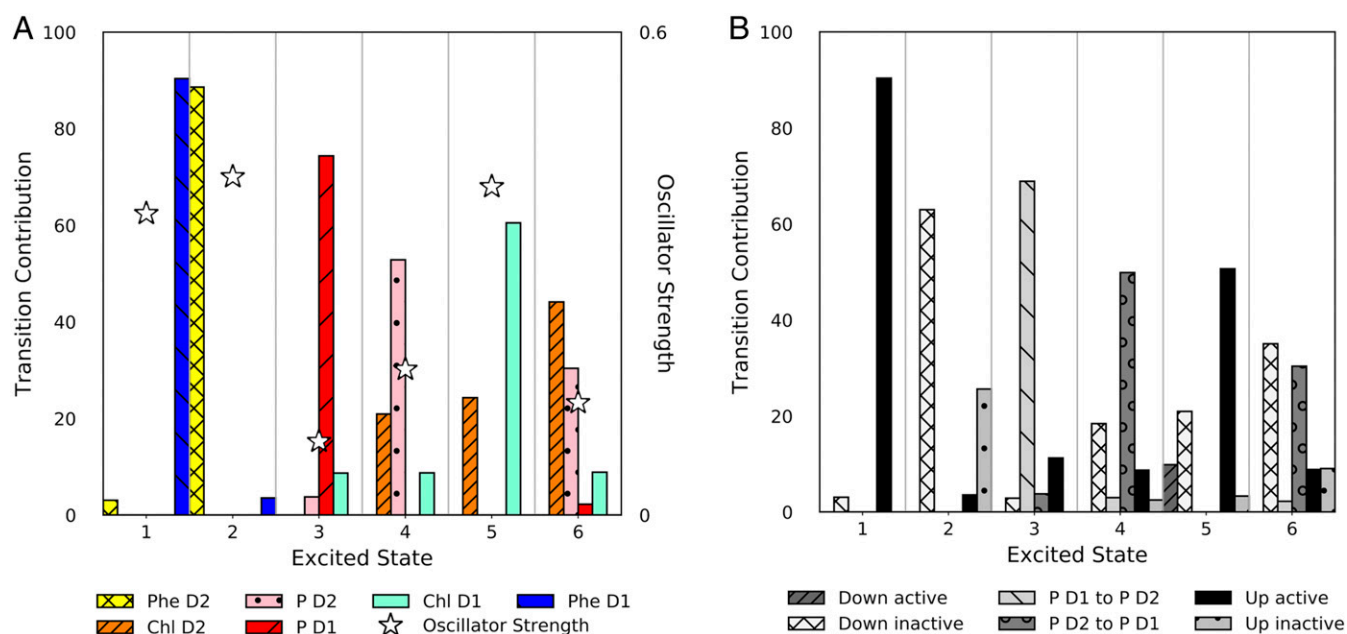 A
100
80
60
40
20
0
Transition Contribution
0.6
0
Oscillator Strength
1 2 3 4 5 6
Excited State
Phe D2 P D2 Chl D1 Phe D1
Chl D2 P D1 Oscillator Strength
B
100
80
60
40
20
0
Transition Contribution
1 2 3 4 5 6
Excited State
Down active P D1 to P D2 Up active
Down inactive P D2 to P D1 Up inactive